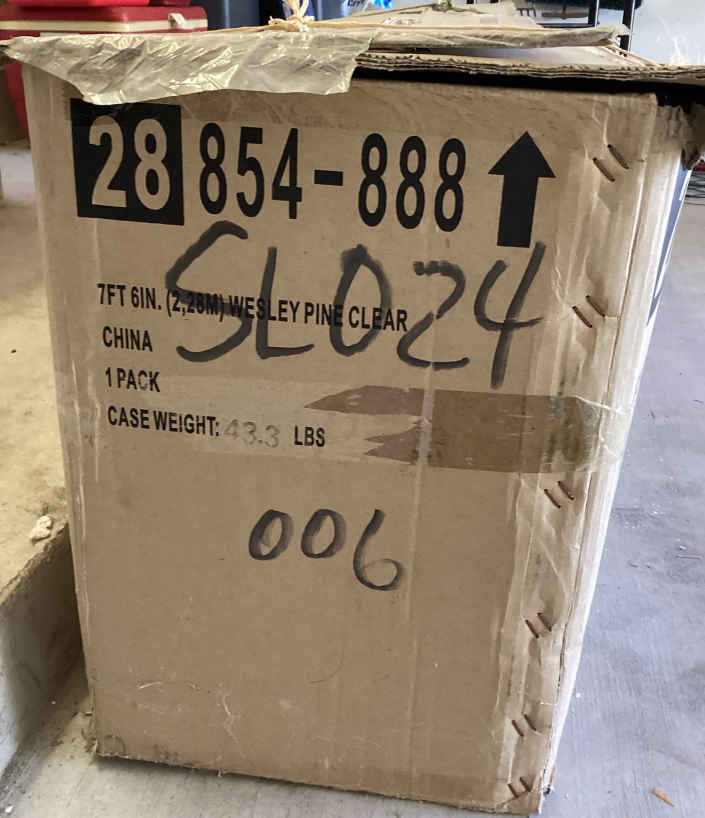 28 854-888
SL024
7FT 6IN. (2,28M) WESLEY PINE CLEAR
CHINA
1 PACK
CASE WEIGHT: 43.3 LBS
006